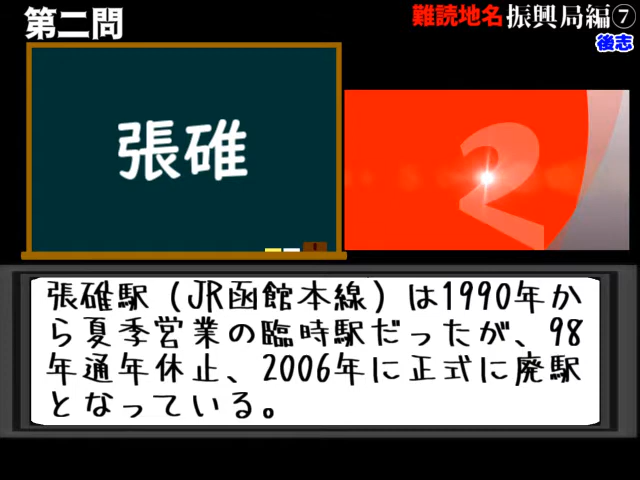 第二問
難読地名振興局編⑦
後志
張碓
2
張碓駅（JR函館本線）は1990年か
ら夏季営業の臨時駅だったが、98
年通年休止、2006年に正式に廃駅
となっている。